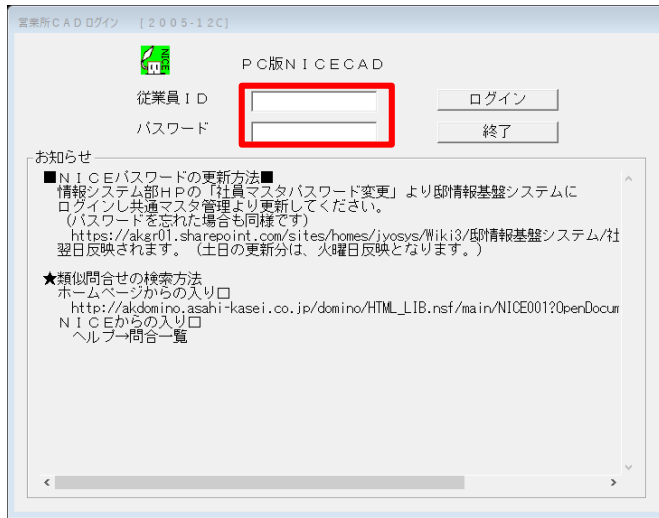 営業所CADログイン [2005-12C]
NICE
PC版NICECAD
従業員ID
ログイン
パスワード
終了
お知らせ
■NICEパスワードの更新方法■
情報システム部HPの「社員マスタパスワード変更」より邸情報基盤システムに
ログインし共通マスタ管理より更新してください。
(パスワードを忘れた場合も同様です)
https://akgr01.sharepoint.com/sites/homes/jyosys/Wiki3/邸情報基盤システム/社
翌日反映されます。(土日の更新分は、火曜日反映となります。)
★類似問合せの検索方法
ホームページからの入り口
http://akdomino.asahi-kasei.co.jp/domino/HTML_LIB.nsf/main/NICE001?OpenDocum
NICEからの入り口
ヘルプ→問合一覧